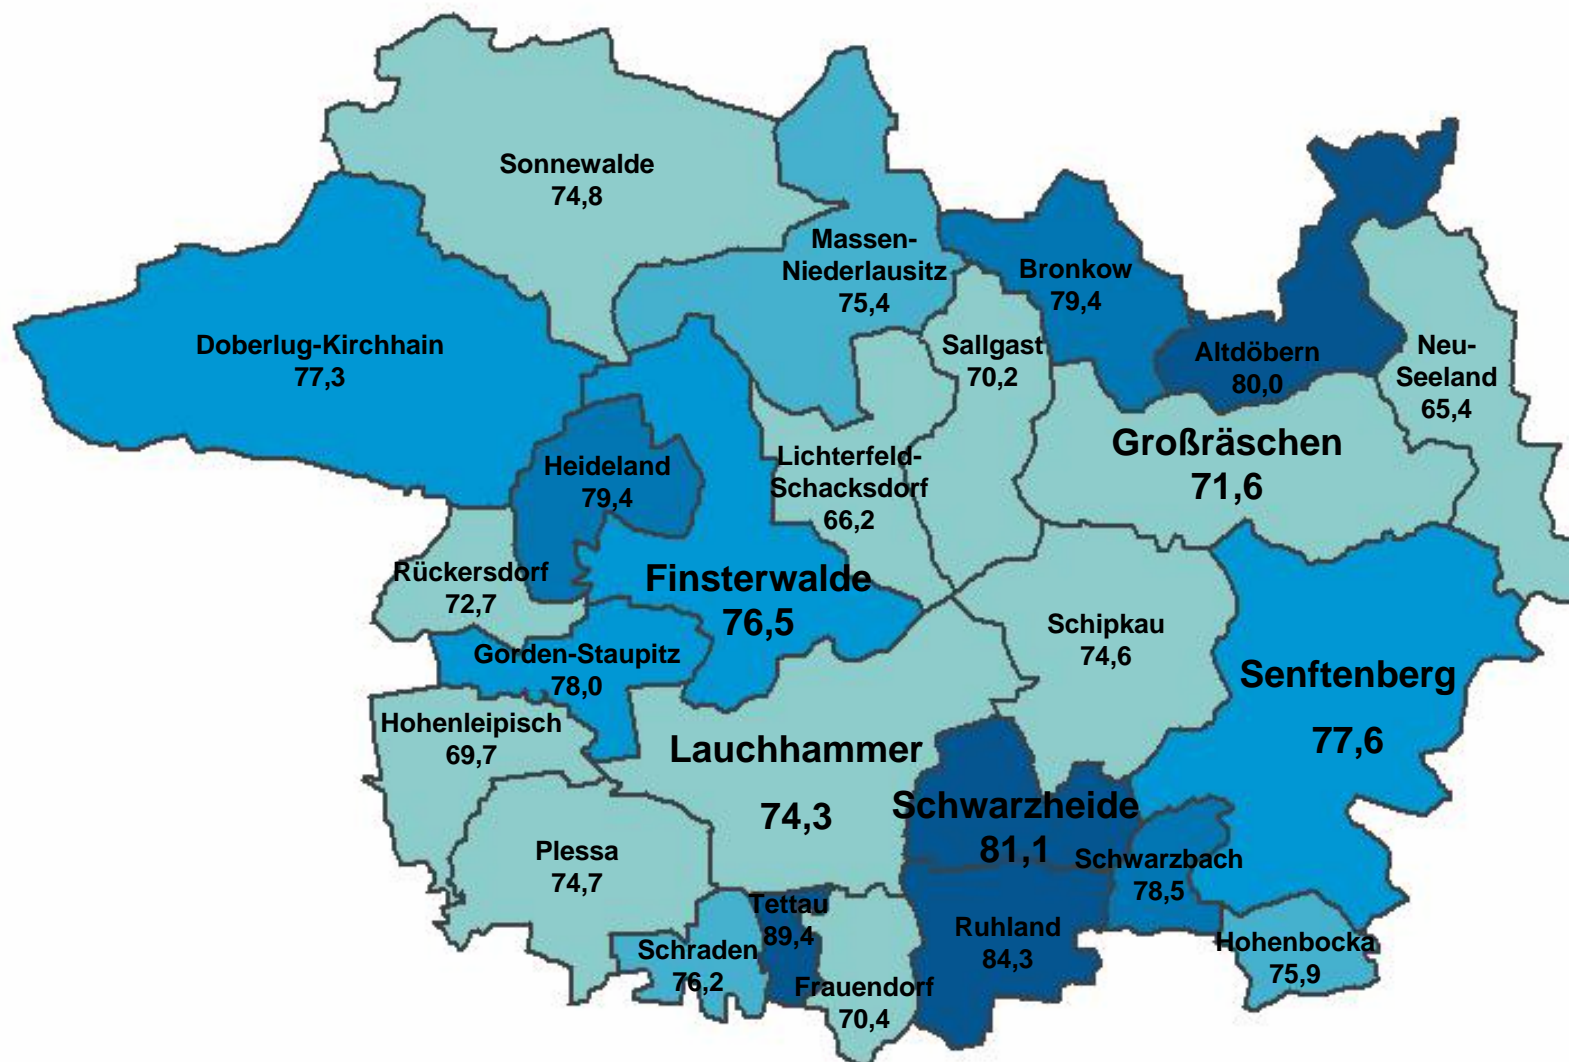 Sonnewalde
74,8
Massen-
Niederlausitz
75,4
Bronkow
79,4
Doberlug-Kirchhain
77,3
Sallgast
70,2
Altdöbern
80,0
Neu-
Seeland
65,4
Großräschen
71,6
Heideland
79,4
Lichterfeld-
Schacksdorf
66,2
Rückersdorf
72,7
Finsterwalde
76,5
Schipkau
74,6
Gorden-Staupitz
78,0
Senftenberg
77,6
Hohenleipisch
69,7
Lauchhammer
74,3
Schwarzheide
81,1
Plessa
74,7
Schwarzbach
78,5
Tettau
89,4
Ruhland
84,3
Schraden
76,2
Hohenbocka
75,9
Frauendorf
70,4